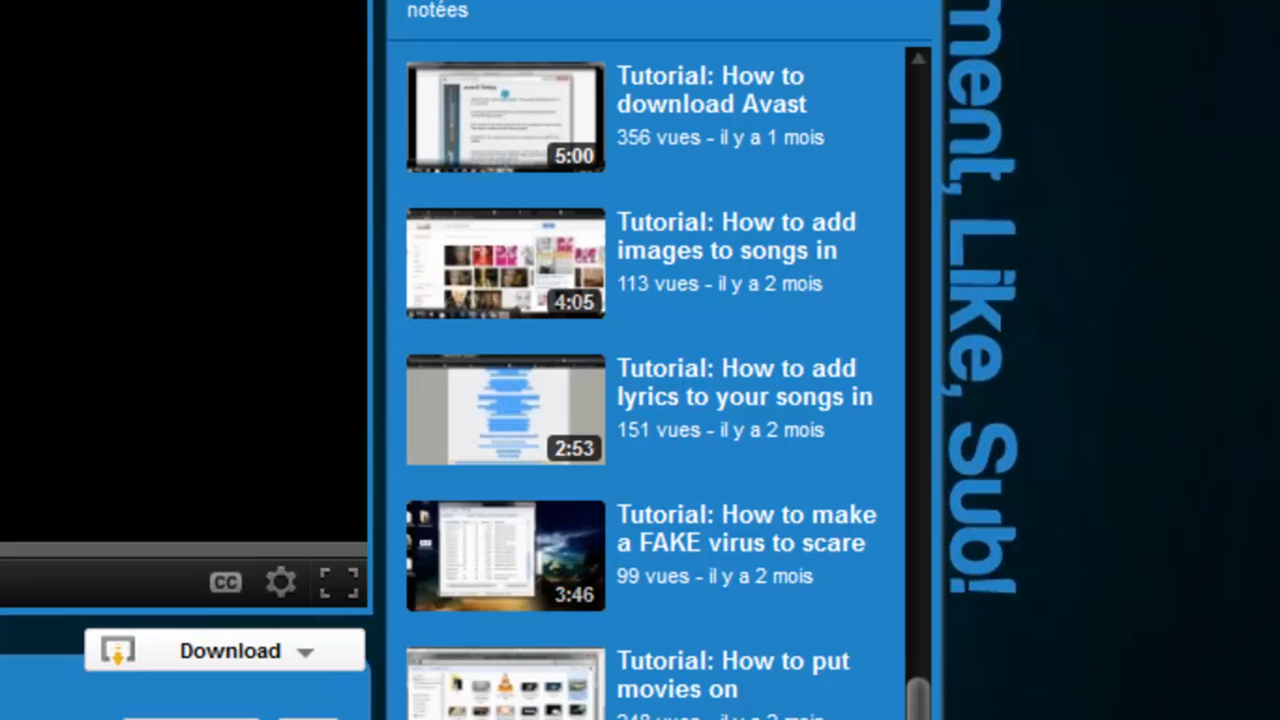 notées
Tutorial: How to
download Avast
356 vues - il y a 1 mois
5:00
Tutorial: How to add
images to songs in
113 vues - il y a 2 mois
4:05
Tutorial: How to add
lyrics to your songs in
151 vues - il y a 2 mois
2:53
Tutorial: How to make
a FAKE virus to scare
99 vues - il y a 2 mois
3:46
Tutorial: How to put
movies on
ment, Like, Sub!
CC
Download